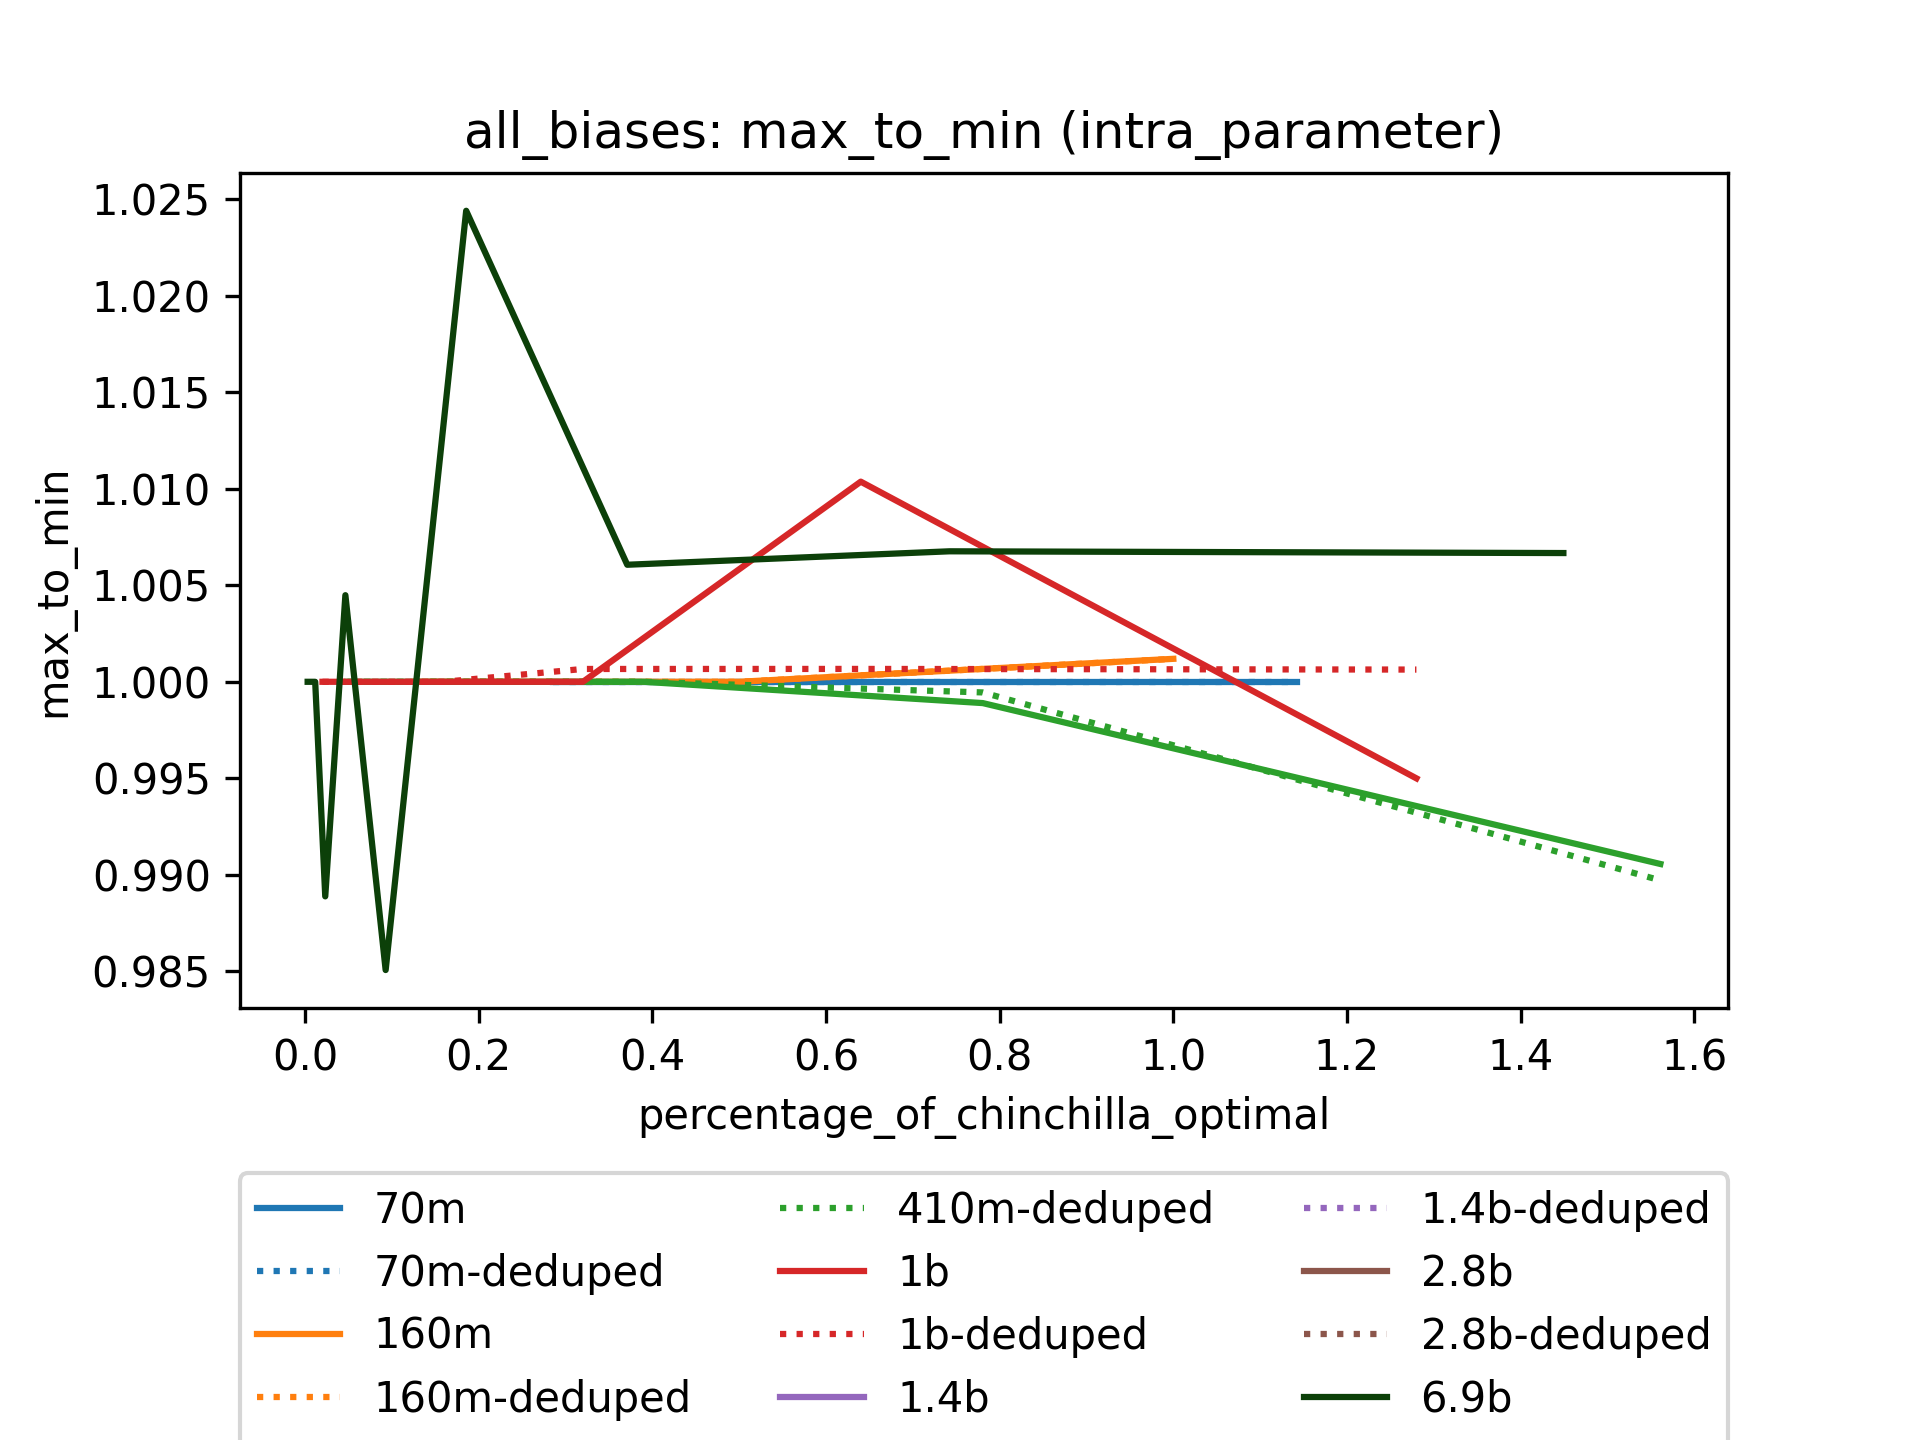 all_biases: max_to_min (intra_parameter)
1.025
1.020
1.015
1.010
1.005
1.000
0.995
0.990
0.985
max_to_min
0.0 0.2 0.4 0.6 0.8 1.0 1.2 1.4 1.6
percentage_of_chinchilla_optimal
70m 410m-deduped 1.4b-deduped
70m-deduped 1b 2.8b
160m 1b-deduped 2.8b-deduped
160m-deduped 1.4b 6.9b